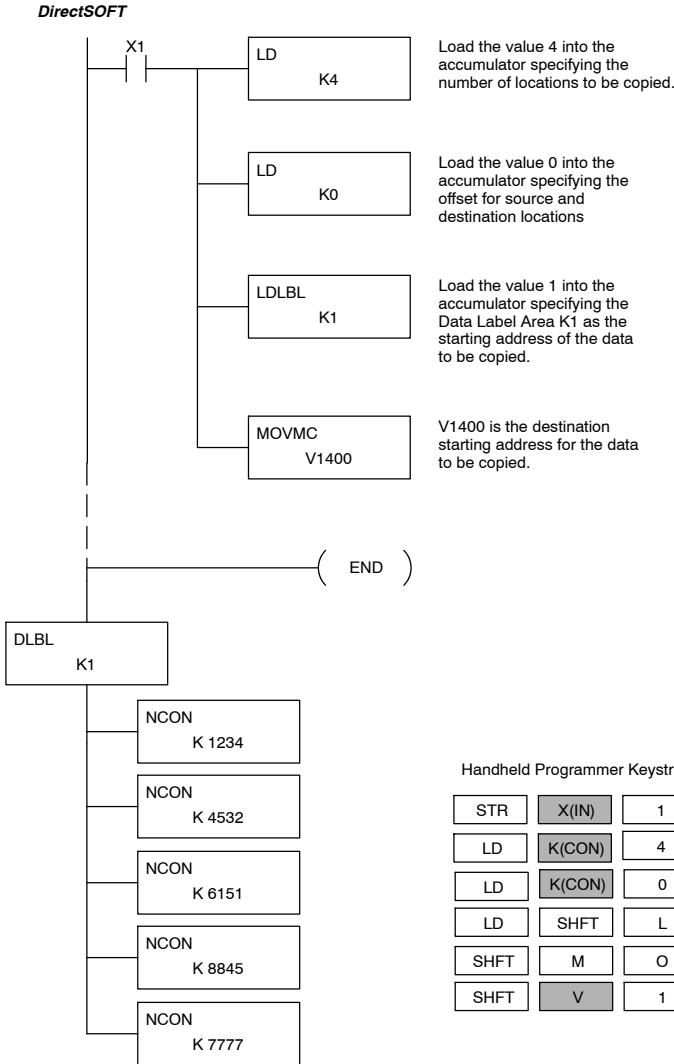 DirectSOFT
X1
LD
K4
Load the value 4 into the
accumulator specifying the
number of locations to be copied.
LD
K0
Load the value 0 into the
accumulator specifying the
offset for source and
destination locations
LDLBL
K1
Load the value 1 into the
accumulator specifying the
Data Label Area K1 as the
starting address of the data
to be copied.
MOVMC
V1400
V1400 is the destination
starting address for the data
to be copied.
END
DLBL
K1
NCON
K 1234
NCON
K 4532
NCON
K 6151
NCON
K 8845
NCON
K 7777
Handheld Programmer Keystr
STR X(IN) 1
LD K(CON) 4
LD K(CON) 0
LD SHFT L
SHFT M O
SHFT V 1